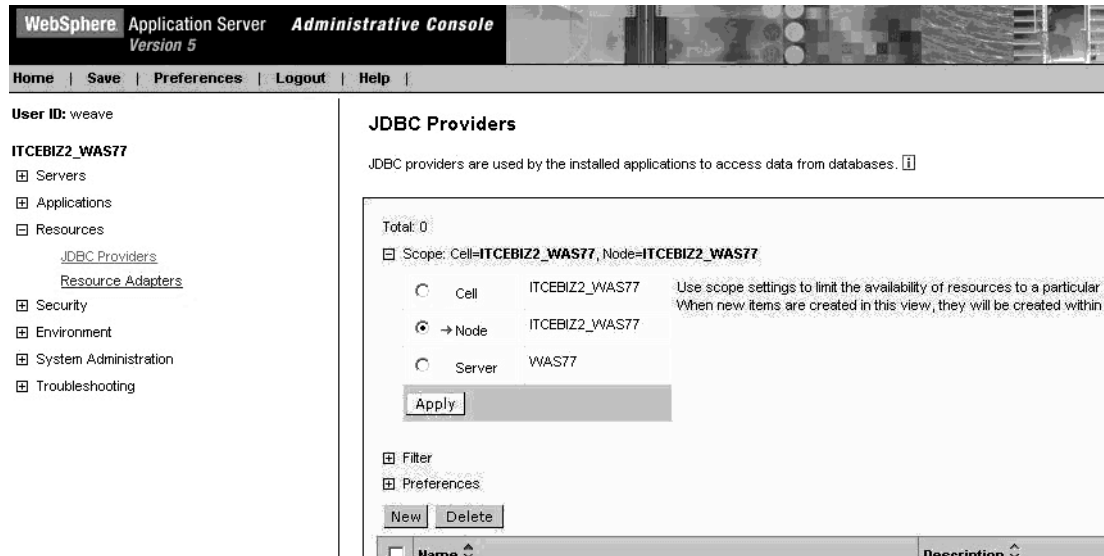 WebSphere Application Server Administrative Console
Version 5
Home | Save | Preferences | Logout | Help |
User ID: weave
ITCEBIZ2_WAS77
Servers
Applications
Resources
JDBC Providers
Resource Adapters
Security
Environment
System Administration
Troubleshooting
JDBC Providers
JDBC providers are used by the installed applications to access data from databases. i
Total: 0
Scope: Cell=ITCEBIZ2_WAS77, Node=ITCEBIZ2_WAS77
Cell ITCEBIZ2_WAS77
→ Node ITCEBIZ2_WAS77
Server WAS77
Use scope settings to limit the availability of resources to a particular
When new items are created in this view, they will be created within
Apply
Filter
Preferences
New Delete
Name Description